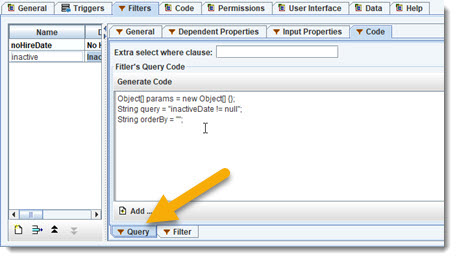 General Triggers Filters Code Permissions User Interface Data Help
Name
noHireDate No H
inactive Inac
General Dependent Properties Input Properties Code
Extra select where clause:
Fitler's Query Code
Generate Code
Object[] params = new Object[] {};
String query = "inactiveDate != null";
String orderBy = "";
Add ...
Query Filter